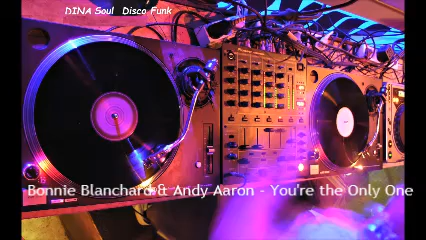 DINA Soul Disco Funk
Bonnie Blanchard & Andy Aaron - You're the Only One